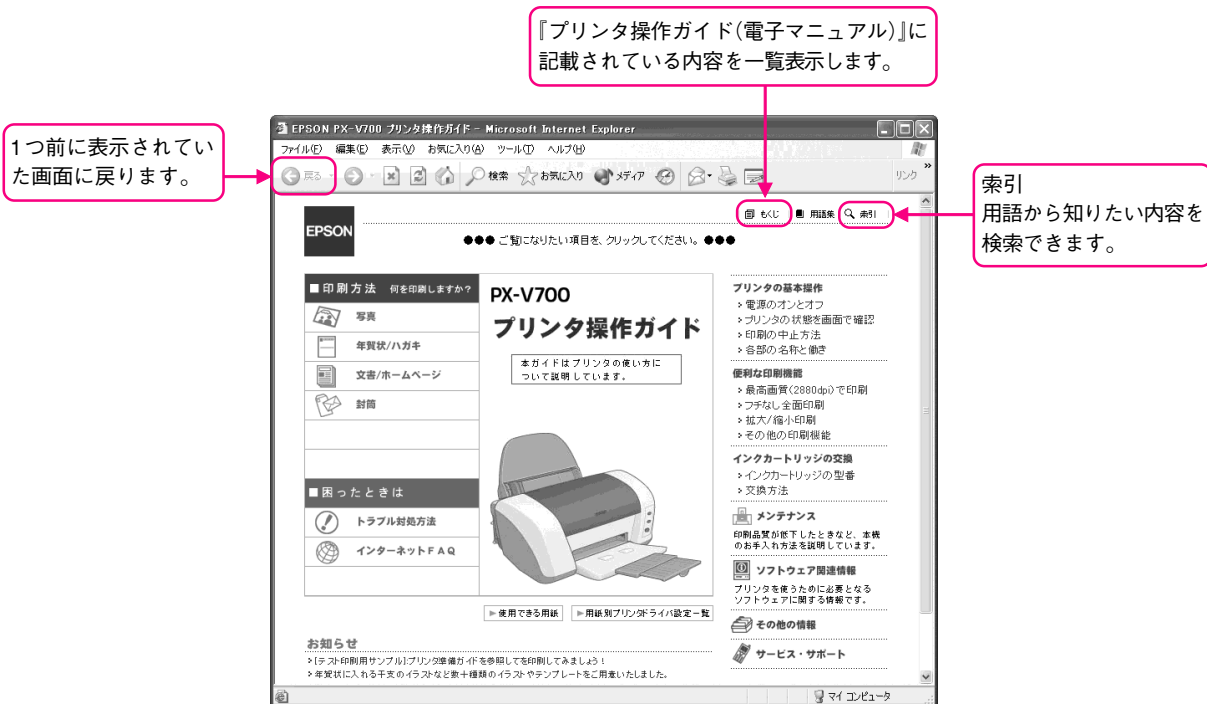 『プリンタ操作ガイド(電子マニュアル)』に
記載されている内容を一覧表示します。
1つ前に表示されてい
た画面に戻ります。
索引
用語から知りたい内容を
検索できます。
EPSON PX-V700 プリンタ操作ガイド - Microsoft Internet Explorer
ファイル(F) 編集(E) 表示(V) お気に入り(A) ツール(T) ヘルプ(H)
戻る 検索 お気に入り メディア リンク »
もくじ 用語集 索引
EPSON
●●● ご覧になりたい項目を、クリックしてください。 ●●●
■印刷方法 何を印刷しますか?
写真
年賀状/ハガキ
文書/ホームページ
封筒
■困ったときは
トラブル対処方法
インターネットFAQ
PX-V700
プリンタ操作ガイド
本ガイドはプリンタの使い方に
ついて説明しています。
▶使用できる用紙 ▶用紙別プリンタドライバ設定一覧
プリンタの基本操作
>電源のオンとオフ
>プリンタの状態を画面で確認
>印刷の中止方法
>各部の名称と働き
便利な印刷機能
>最高画質(2880dpi)で印刷
>フチなし全面印刷
>拡大/縮小印刷
>その他の印刷機能
インクカートリッジの交換
>インクカートリッジの型番
>交換方法
メンテナンス
印刷品質が低下したときなど、本機
のお手入れ方法を説明しています。
ソフトウェア関連情報
プリンタを使うために必要となる
ソフトウェアに関する情報です。
その他の情報
サービス・サポート
お知らせ
>[テスト印刷用サンプル]:プリンタ準備ガイドを参照してを印刷してみましょう!
>年賀状に入れる干支のイラストなど数十種類のイラストやテンプレートをご用意いたしました。
マイ コンピュータ